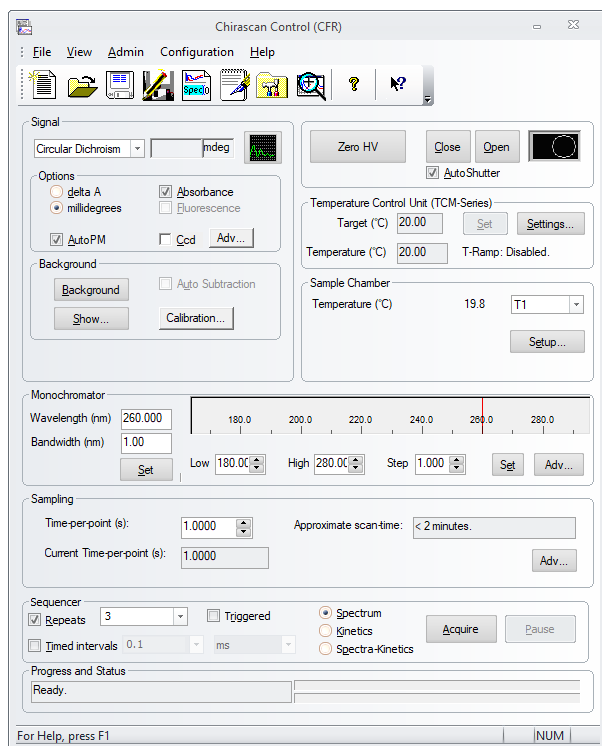 Chirascan Control (CFR)
File View Admin Configuration Help
Spec
Signal
Circular Dichroism mdeg
Options
delta A
Absorbance
millidegrees
Fluorescence
AutoPM
Ccd
Adv...
Background
Background
Auto Subtraction
Show...
Calibration...
Zero HV
Close
Open
AutoShutter
Temperature Control Unit (TCM-Series)
Target (°C) 20.00 Set Settings...
Temperature (°C) 20.00 T-Ramp: Disabled.
Sample Chamber
Temperature (°C) 19.8 T1
Setup...
Monochromator
Wavelength (nm) 260.000
Bandwidth (nm) 1.00
Set
180.0 200.0 220.0 240.0 260.0 280.0
Low 180.00 High 280.00 Step 1.000 Set Adv...
Sampling
Time-per-point (s): 1.0000 Approximate scan-time: < 2 minutes.
Current Time-per-point (s): 1.0000
Adv...
Sequencer
Repeats 3 Triggered
Timed intervals 0.1 ms
Spectrum
Kinetics
Spectra-Kinetics
Acquire Pause
Progress and Status
Ready.
For Help, press F1 NUM